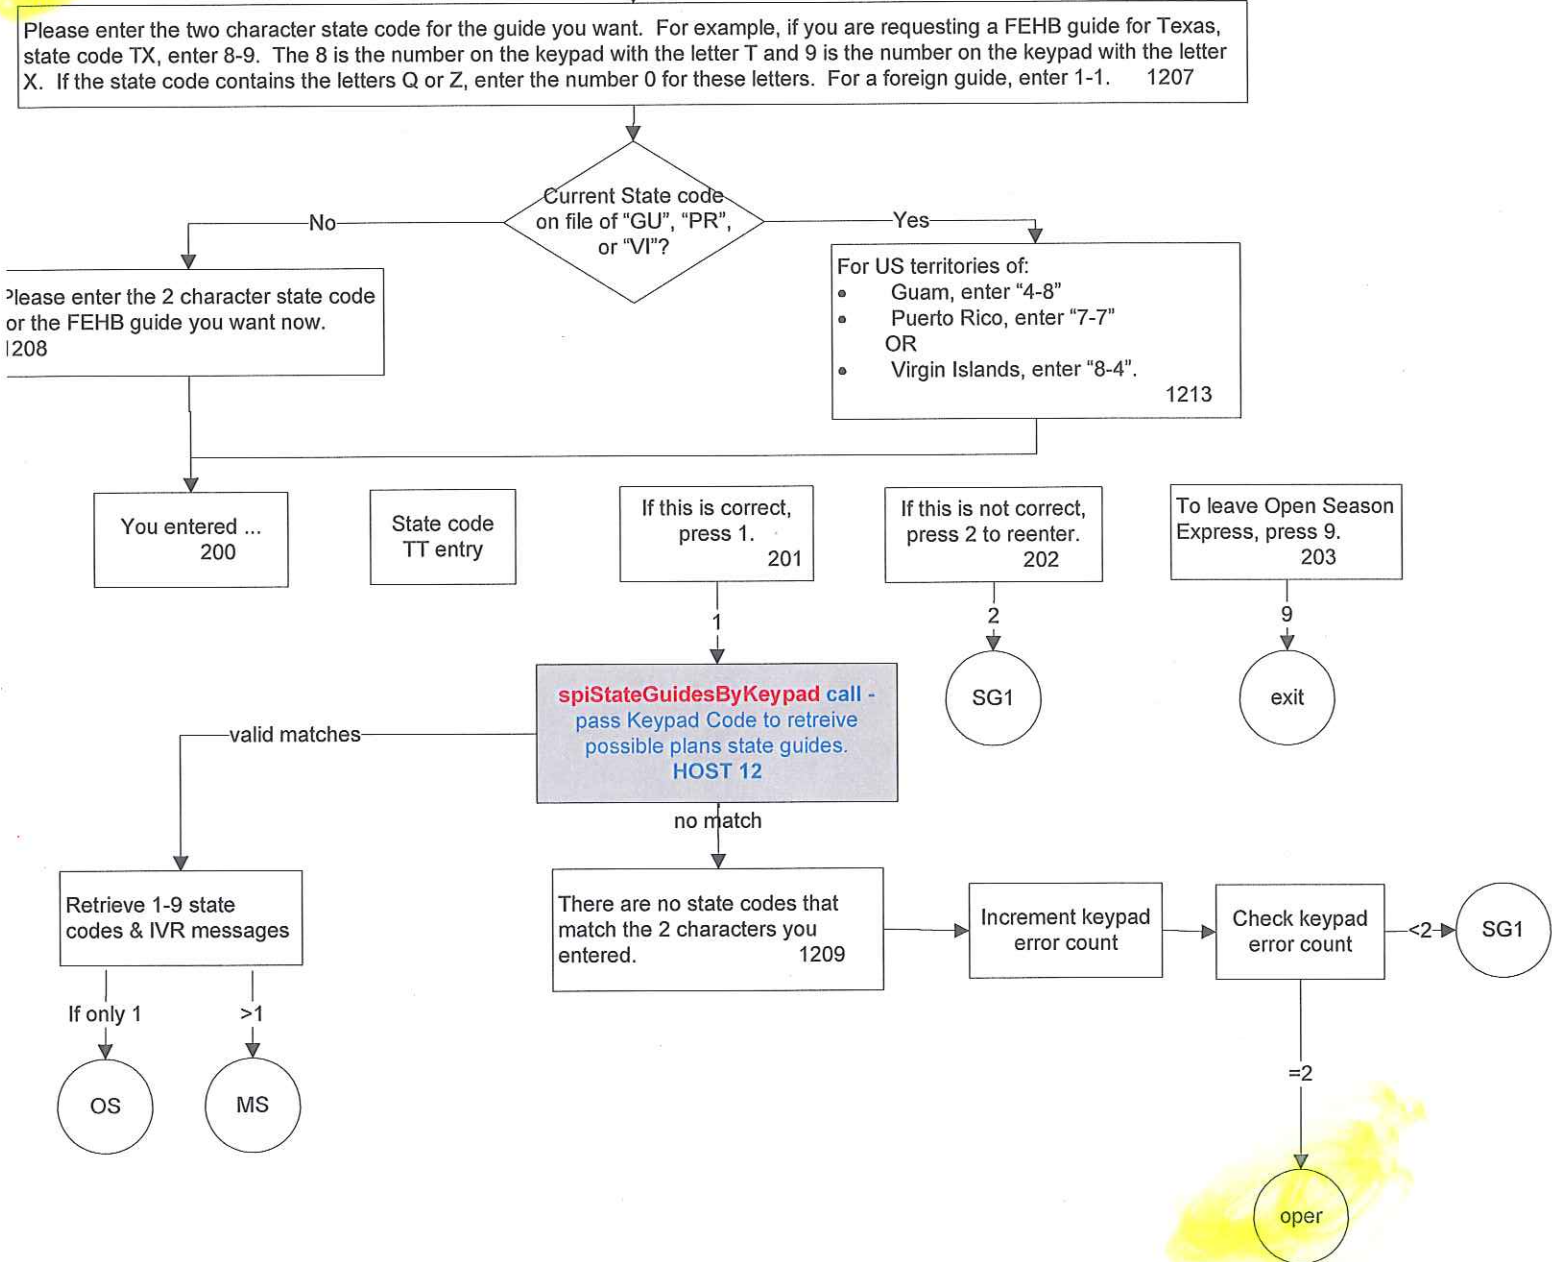 Please enter the two character state code for the guide you want.  For example, if you are requesting a FEHB guide for Texas,
state code TX, enter 8-9.  The 8 is the number on the keypad with the letter T and 9 is the number on the keypad with the letter
X.  If the state code contains the letters Q or Z, enter the number 0 for these letters.  For a foreign guide, enter 1-1.    1207
Current State code
on file of “GU”, “PR”,
or “VI”?
No
Yes
Please enter the 2 character state code
or the FEHB guide you want now.
1208
For US territories of:
• Guam, enter “4-8”
• Puerto Rico, enter “7-7”
OR
• Virgin Islands, enter “8-4”.
1213
You entered ...
200
State code
TT entry
If this is correct,
press 1.
201
If this is not correct,
press 2 to reenter.
202
To leave Open Season
Express, press 9.
203
1
2
9
SG1
exit
spiStateGuidesByKeypad call -
pass Keypad Code to retreive
possible plans state guides.
HOST 12
valid matches
no match
Retrieve 1-9 state
codes & IVR messages
There are no state codes that
match the 2 characters you
entered. 1209
Increment keypad
error count
Check keypad
error count
<2
SG1
If only 1
>1
OS
MS
=2
oper